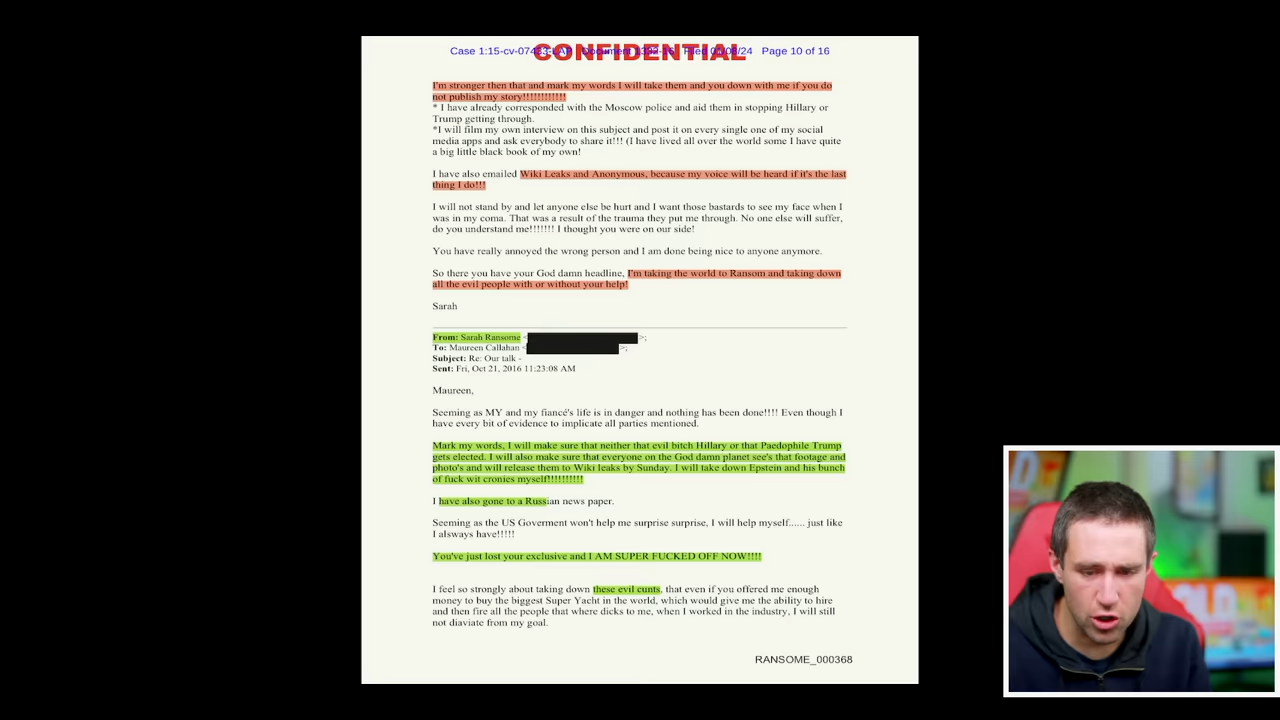 CONFIDENTIAL
Case 1:15-cv-07433-LAP Document 1332-16 Filed 01/08/24 Page 10 of 16
I'm stronger then that and mark my words I will take them and you down with me if you do
not publish my story!!!!!!!!!!!!
* I have already corresponded with the Moscow police and aid them in stopping Hillary or
Trump getting through.
*I will film my own interview on this subject and post it on every single one of my social
media apps and ask everybody to share it!!! (I have lived all over the world some I have quite
a big little black book of my own!
I have also emailed Wiki Leaks and Anonymous, because my voice will be heard if it's the last
thing I do!!!
I will not stand by and let anyone else be hurt and I want those bastards to see my face when I
was in my coma. That was a result of the trauma they put me through. No one else will suffer,
do you understand me!!!!!!! I thought you were on our side!
You have really annoyed the wrong person and I am done being nice to anyone anymore.
So there you have your God damn headline, I'm taking the world to Ransom and taking down
all the evil people with or without your help!
Sarah
From: Sarah Ransome < >;
To: Maureen Callahan < >;
Subject: Re: Our talk -
Sent: Fri, Oct 21, 2016 11:23:08 AM
Maureen,
Seeming as MY and my fiancé's life is in danger and nothing has been done!!!! Even though I
have every bit of evidence to implicate all parties mentioned.
Mark my words, I will make sure that neither that evil bitch Hillary or that Paedophile Trump
gets elected. I will also make sure that everyone on the God damn planet see's that footage and
photo's and will release them to Wiki leaks by Sunday. I will take down Epstein and his bunch
of fuck wit cronies myself!!!!!!!!!!
I have also gone to a Russian news paper.
Seeming as the US Goverment won't help me surprise surprise, I will help myself...... just like
I alsways have!!!!!
You've just lost your exclusive and I AM SUPER FUCKED OFF NOW!!!!
I feel so strongly about taking down these evil cunts, that even if you offered me enough
money to buy the biggest Super Yacht in the world, which would give me the ability to hire
and then fire all the people that where dicks to me, when I worked in the industry, I will still
not diaviate from my goal.
RANSOME_000368